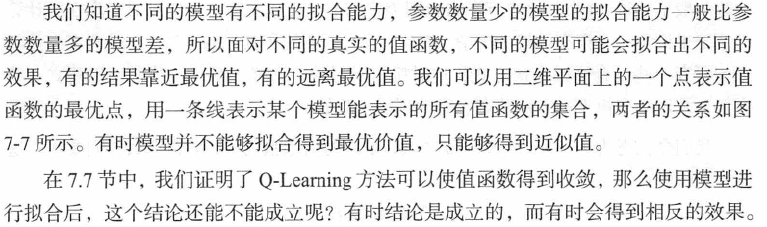 我们知道不同的模型有不同的拟合能力，参数数量少的模型的拟合能力一般比参
数数量多的模型差，所以面对不同的真实的值函数，不同的模型可能会拟合出不同的
效果，有的结果靠近最优值，有的远离最优值。我们可以用二维平面上的一个点表示值
函数的最优点，用一条线表示某个模型能表示的所有值函数的集合，两者的关系如图
7-7 所示。有时模型并不能够拟合得到最优价值，只能够得到近似值。
在 7.7 节中，我们证明了 Q-Learning 方法可以使值函数得到收敛，那么使用模型进
行拟合后，这个结论还能不能成立呢？有时结论是成立的，而有时会得到相反的效果。